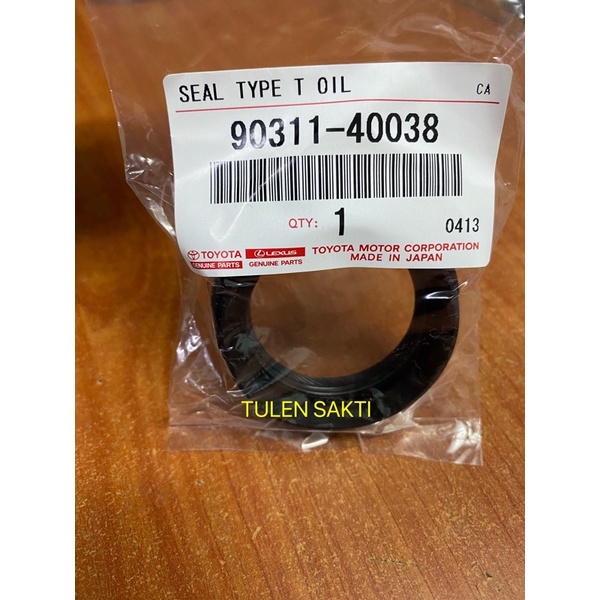 SEAL TYPE T OIL CA
90311-40038
QTY: 1 0413
TOYOTA LEXUS TOYOTA MOTOR CORPORATION
GENUINE PARTS GENUINE PARTS MADE IN JAPAN
TULEN SAKTI